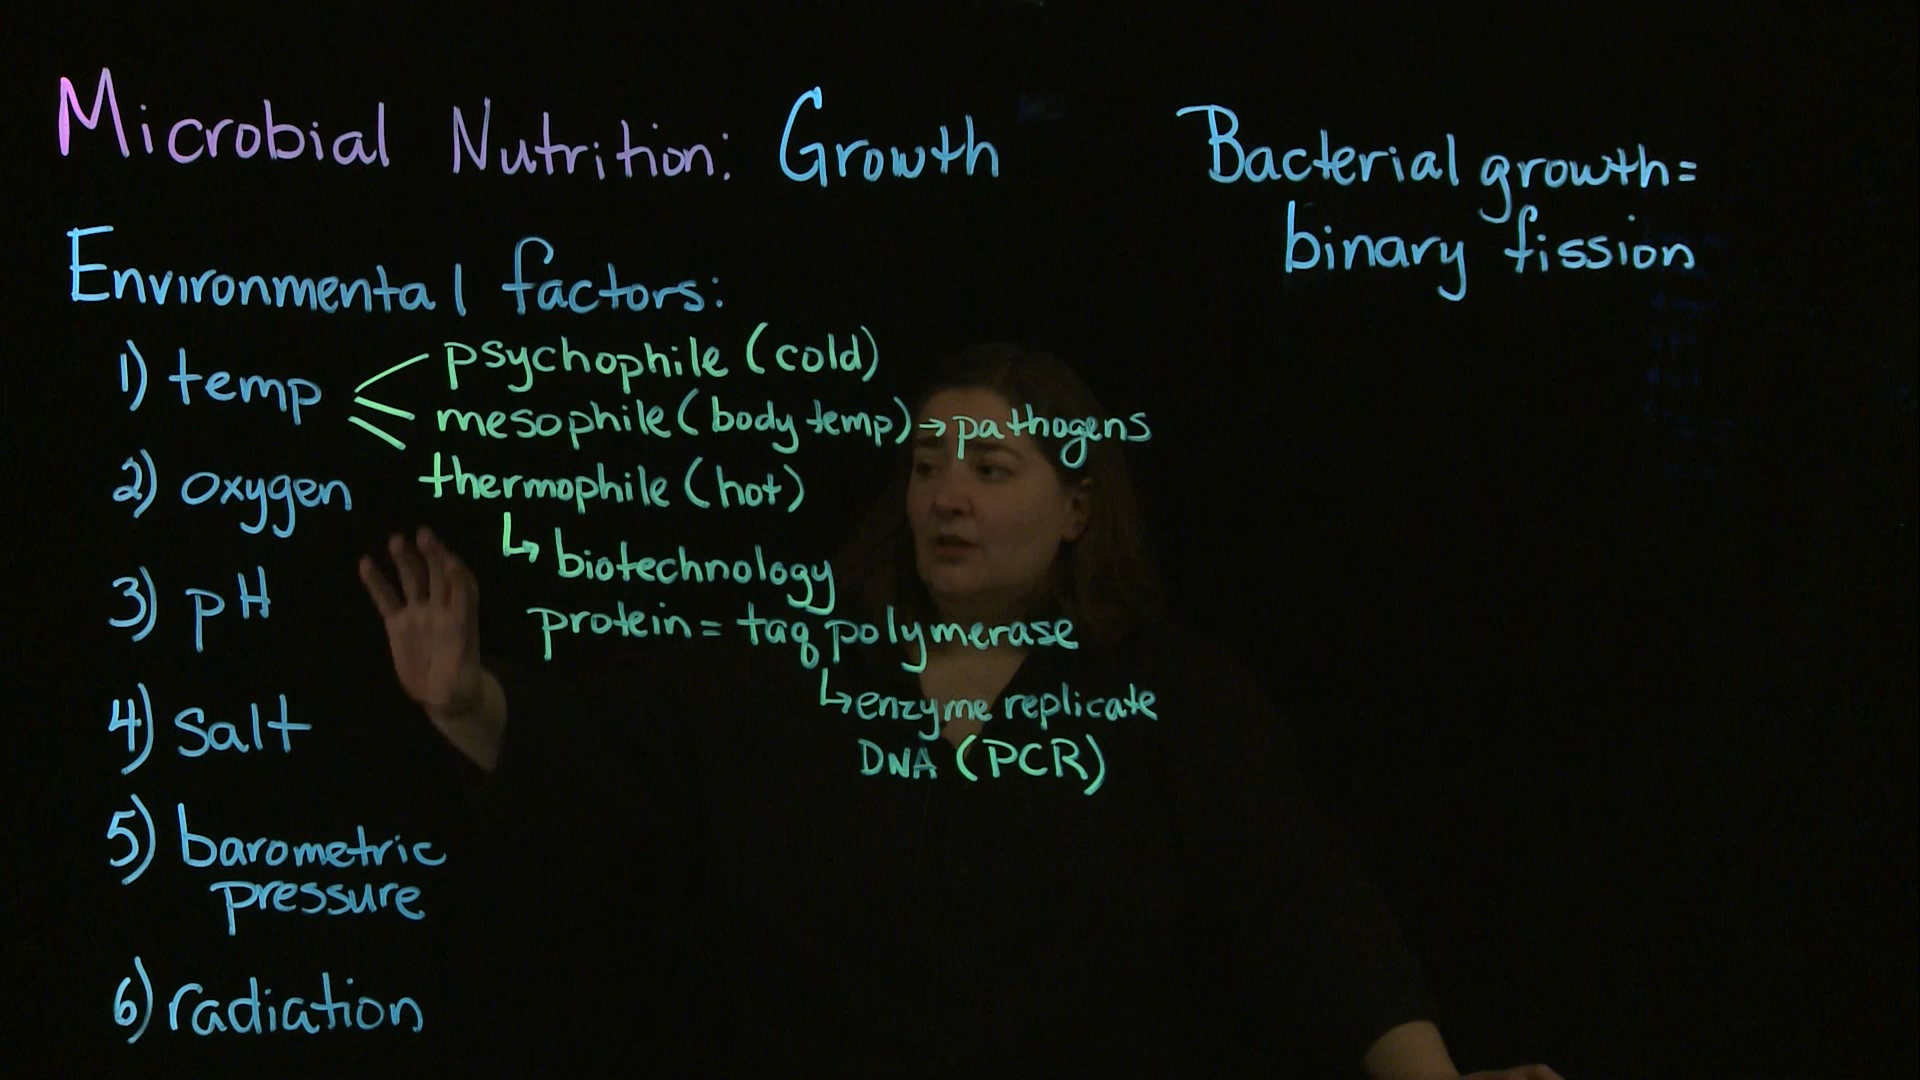 Microbial Nutrition: Growth
Environmental factors:
1) temp
psychophile (cold)
mesophile (body temp) → pathogens
thermophile (hot)
↳ biotechnology
protein = taq polymerase
↳ enzyme replicate
DNA (PCR)
2) oxygen
3) pH
4) salt
5) barometric
pressure
6) radiation
Bacterial growth =
binary fission